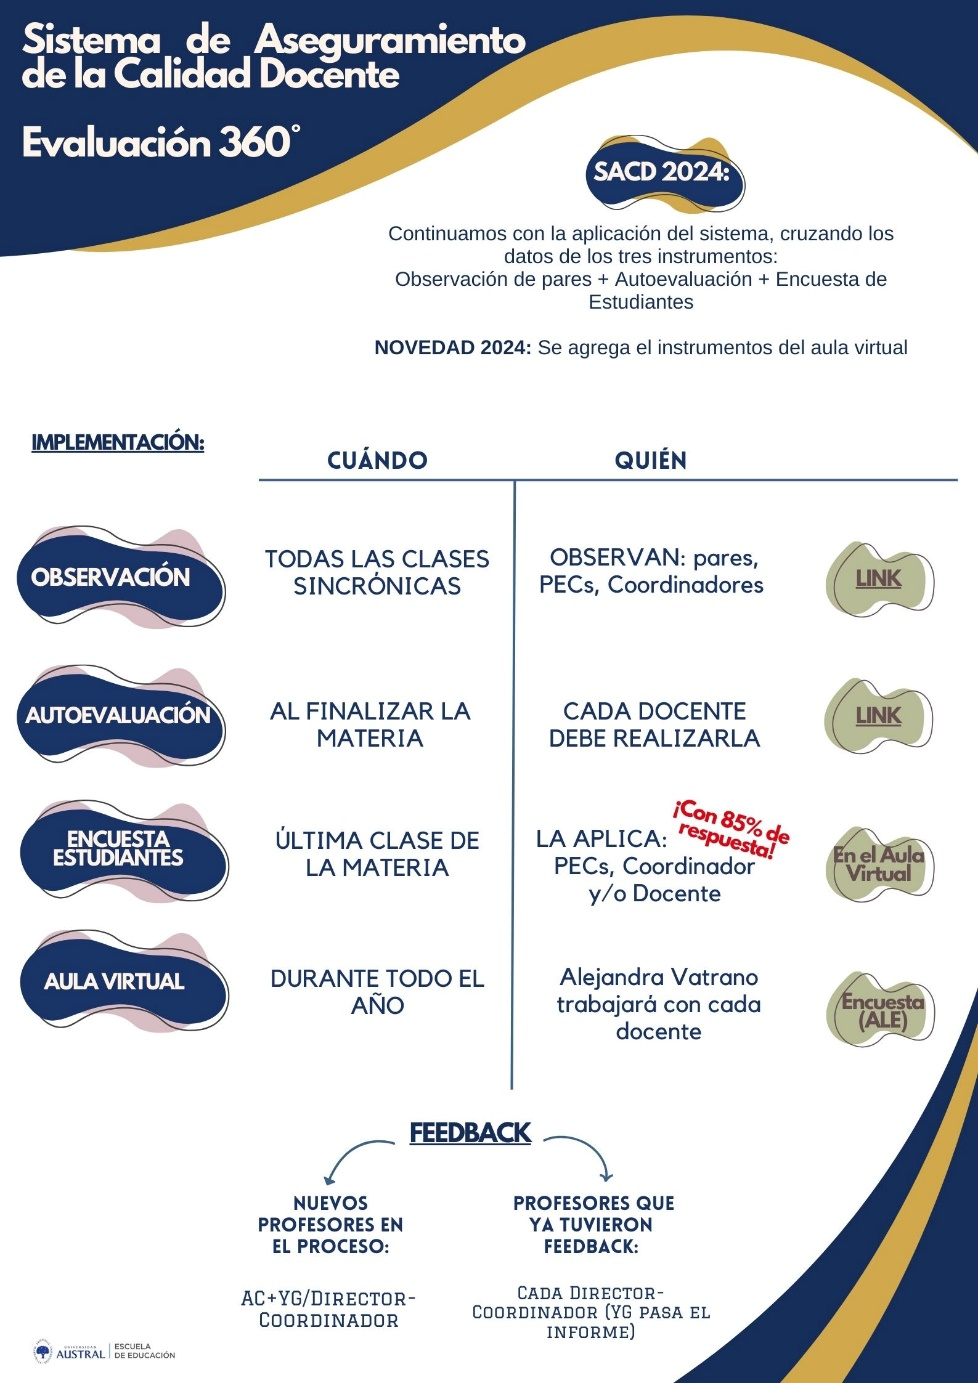 Sistema de Aseguramiento
de la Calidad Docente
Evaluación 360°
SACD 2024:
Continuamos con la aplicación del sistema, cruzando los
datos de los tres instrumentos:
Observación de pares + Autoevaluación + Encuesta de
Estudiantes
NOVEDAD 2024: Se agrega el instrumentos del aula virtual
IMPLEMENTACIÓN:
CUÁNDO
QUIÉN
OBSERVACIÓN
TODAS LAS CLASES
SINCRÓNICAS
OBSERVAN: pares,
PECs, Coordinadores
LINK
AUTOEVALUACIÓN
AL FINALIZAR LA
MATERIA
CADA DOCENTE
DEBE REALIZARLA
LINK
ENCUESTA
ESTUDIANTES
ÚLTIMA CLASE DE
LA MATERIA
LA APLICA:
PECs, Coordinador
y/o Docente
¡Con 85% de
respuesta!
En el Aula
Virtual
AULA VIRTUAL
DURANTE TODO EL
AÑO
Alejandra Vatrano
trabajará con cada
docente
Encuesta
(ALE)
FEEDBACK
NUEVOS
PROFESORES EN
EL PROCESO:
AC+YG/DIRECTOR-
COORDINADOR
PROFESORES QUE
YA TUVIERON
FEEDBACK:
CADA DIRECTOR-
COORDINADOR (YG PASA EL
INFORME)
UNIVERSIDAD
AUSTRAL
ESCUELA
DE EDUCACIÓN